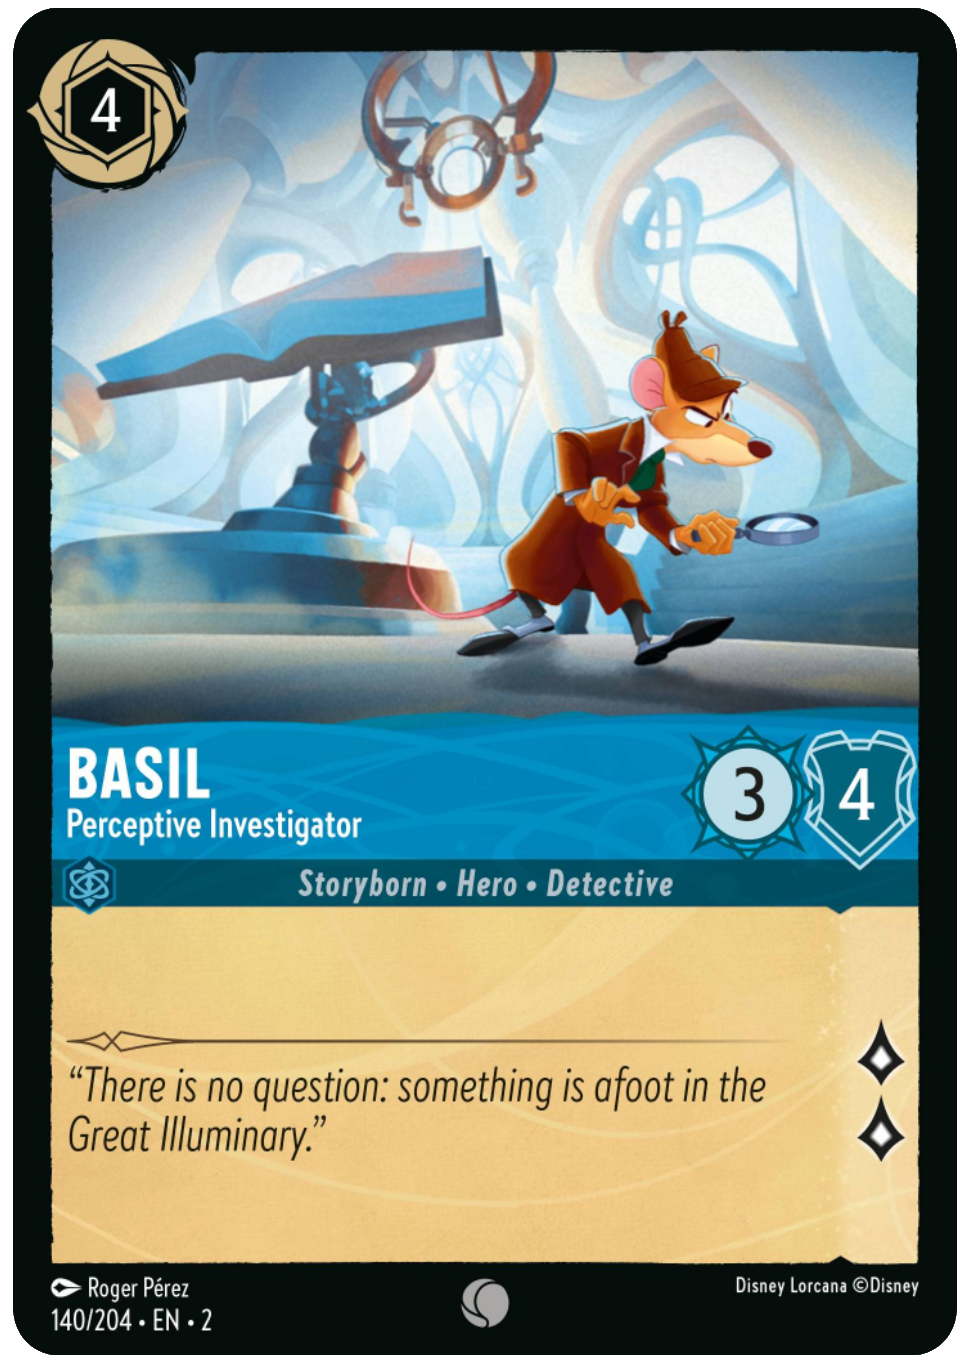 4
BASIL
Perceptive Investigator
3
4
Storyborn • Hero • Detective
“There is no question: something is afoot in the
Great Illuminary.”
Roger Pérez
140/204 • EN • 2
Disney Lorcana ©Disney